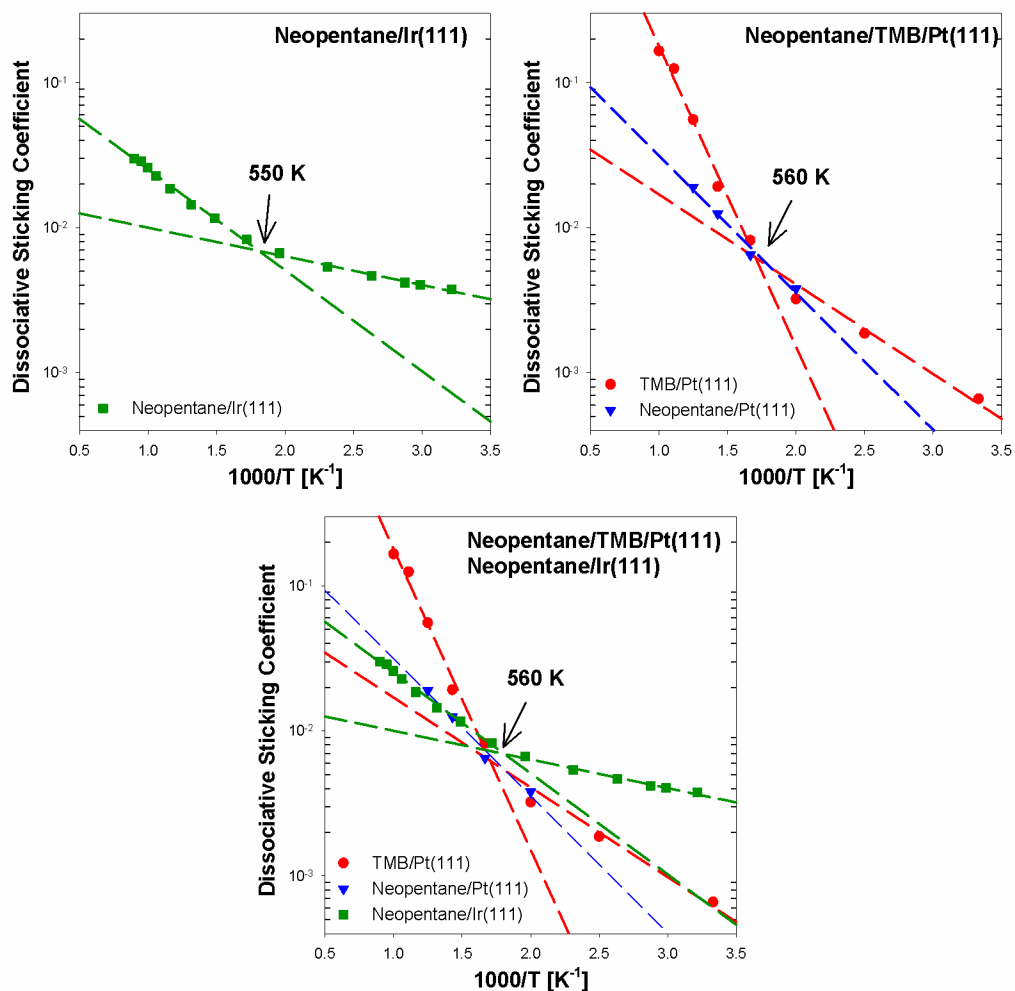 Neopentane/Ir(111)
Dissociative Sticking Coefficient
10⁻¹
10⁻²
10⁻³
550 K
Neopentane/Ir(111)
0.5 1.0 1.5 2.0 2.5 3.0 3.5
1000/T [K⁻¹]
Neopentane/TMB/Pt(111)
Dissociative Sticking Coefficient
10⁻¹
10⁻²
10⁻³
560 K
TMB/Pt(111)
Neopentane/Pt(111)
0.5 1.0 1.5 2.0 2.5 3.0 3.5
1000/T [K⁻¹]
Neopentane/TMB/Pt(111)
Neopentane/Ir(111)
Dissociative Sticking Coefficient
10⁻¹
10⁻²
10⁻³
560 K
TMB/Pt(111)
Neopentane/Pt(111)
Neopentane/Ir(111)
0.5 1.0 1.5 2.0 2.5 3.0 3.5
1000/T [K⁻¹]